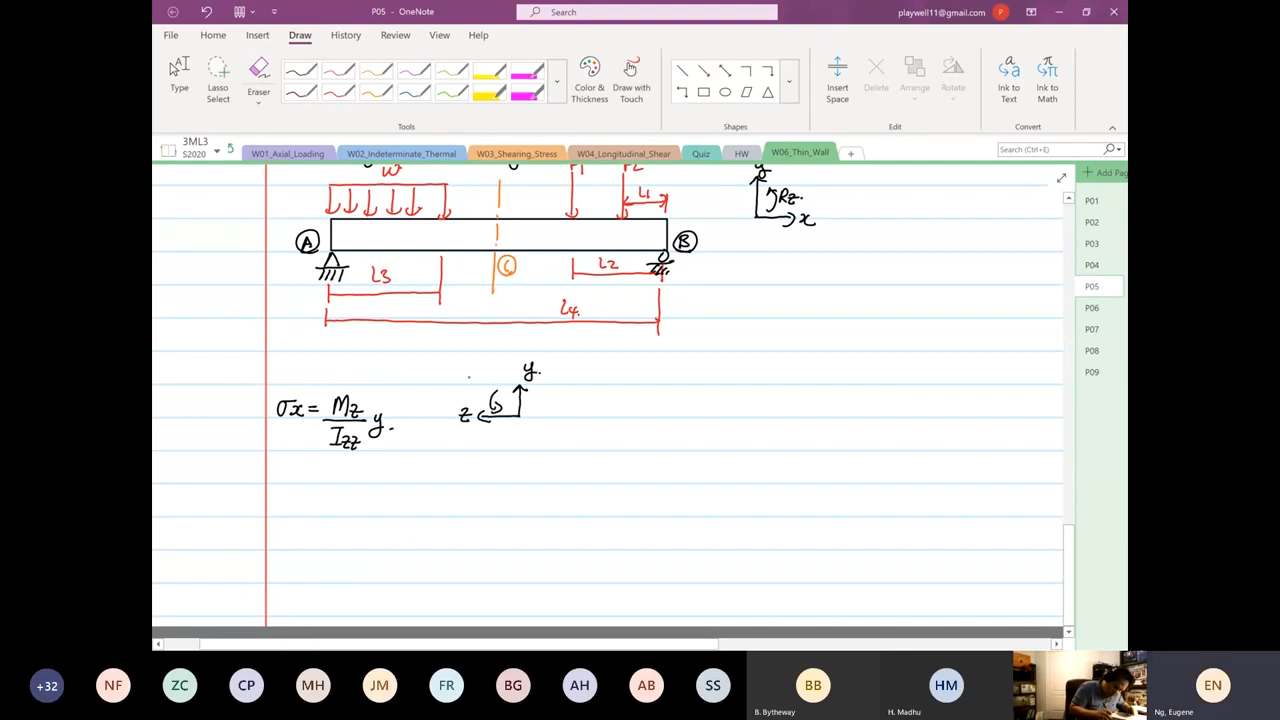 P05 - OneNote
Search
playwell11@gmail.com
P
File Home Insert Draw History Review View Help
Type
Lasso Select
Eraser
Color & Thickness
Draw with Touch
Insert Space
Delete
Arrange
Rotate
Ink to Text
Ink to Math
Tools
Shapes
Edit
Convert
3ML3 S2020
W01_Axial_Loading
W02_Indeterminate_Thermal
W03_Shearing_Stress
W04_Longitudinal_Shear
Quiz
HW
W06_Thin_Wall
Search (Ctrl+E)
Add Pag
P01
P02
P03
P04
P05
P06
P07
P08
P09
w
L1
y
Rz.
x
A
B
C
L3
L2
L4.
σx = Mz/Izz y.
y.
z
+32
NF
ZC
CP
MH
JM
FR
BG
AH
AB
SS
BB
B. Bytheway
HM
H. Madhu
EN
Ng, Eugene